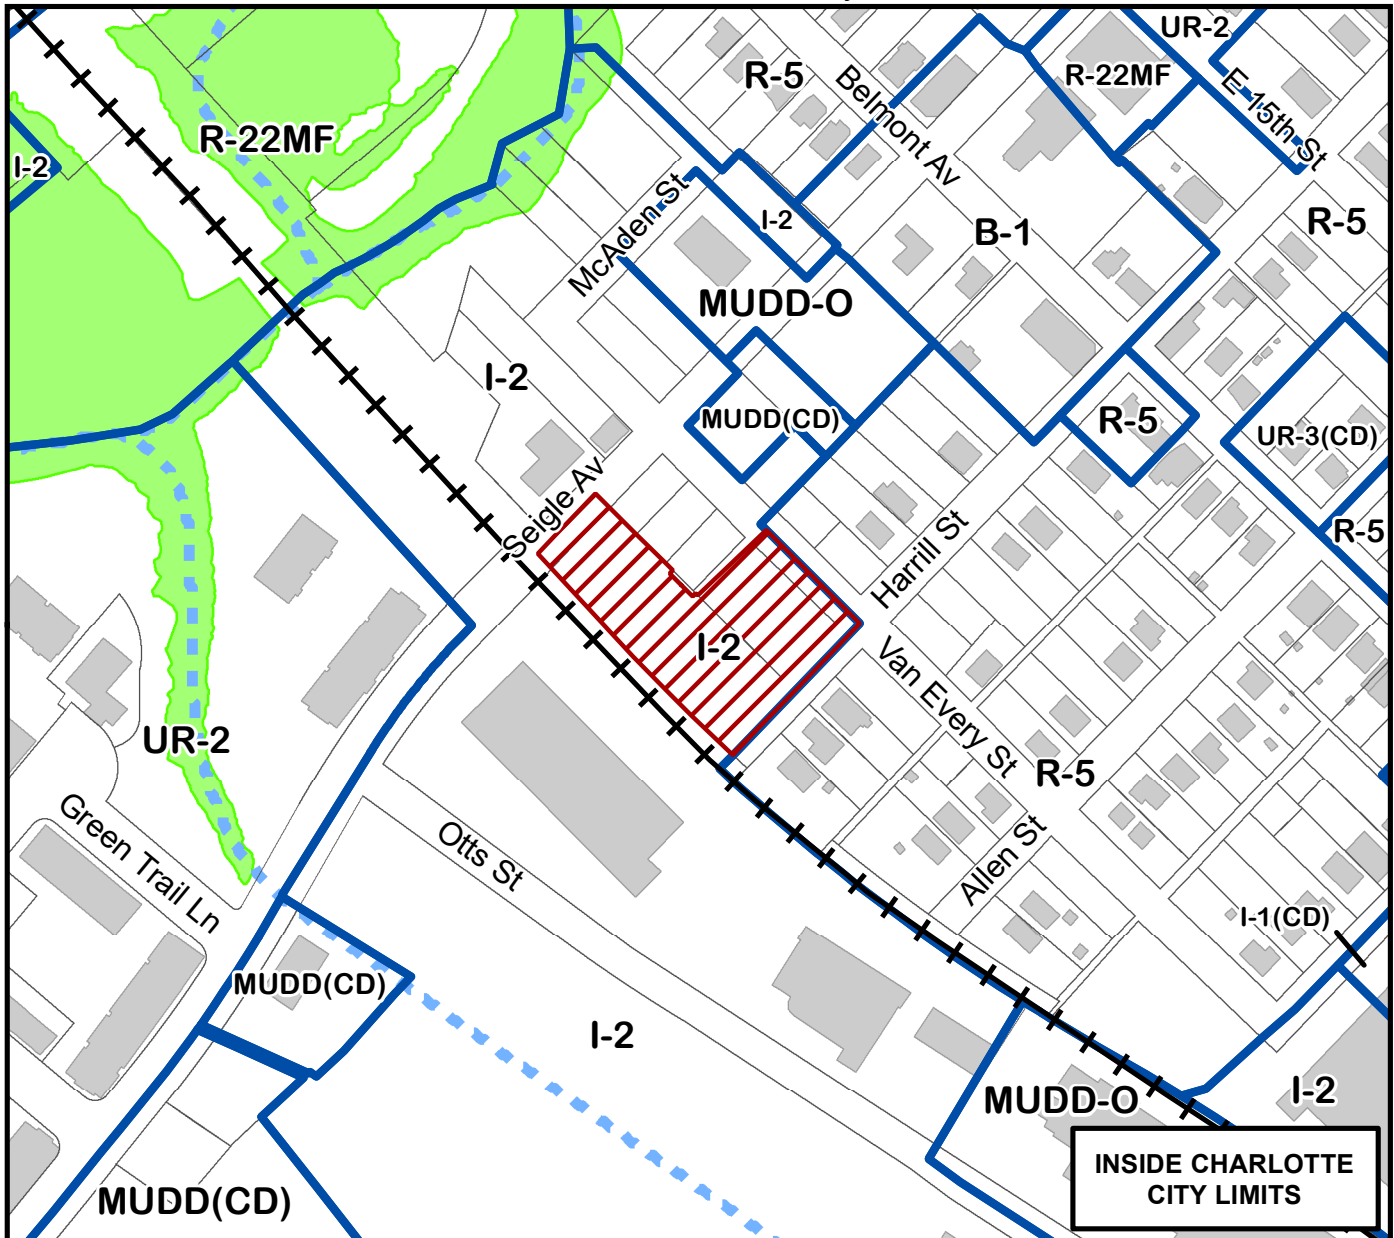 UR-2
R-5
R-22MF
Belmont Av
E 15th St
R-22MF
I-2
McAden St
I-2
B-1
R-5
MUDD-O
I-2
MUDD(CD)
R-5
UR-3(CD)
Seigle Av
R-5
Harrill St
I-2
Van Every St
UR-2
R-5
Green Trail Ln
Otts St
Allen St
I-1(CD)
MUDD(CD)
I-2
MUDD-O
I-2
INSIDE CHARLOTTE
CITY LIMITS
MUDD(CD)